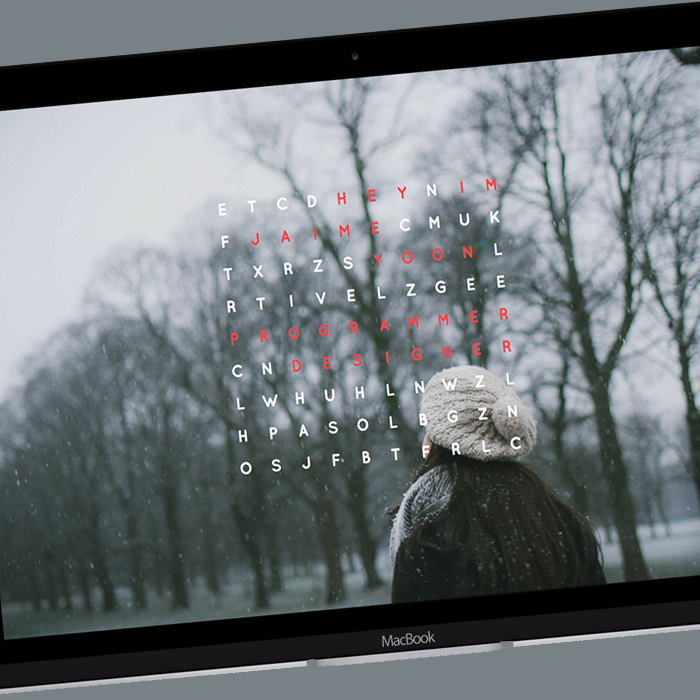 E T C D H E Y N I M
F J A I M E C M U K
T X R Z S Y O O N L
R T I V E L Z G E E
P R O G R A M M E R
C N D E S I G N E R
L W H U H L N W Z L
H P A S O L B G Z N
O S J F B T F R L C
MacBook